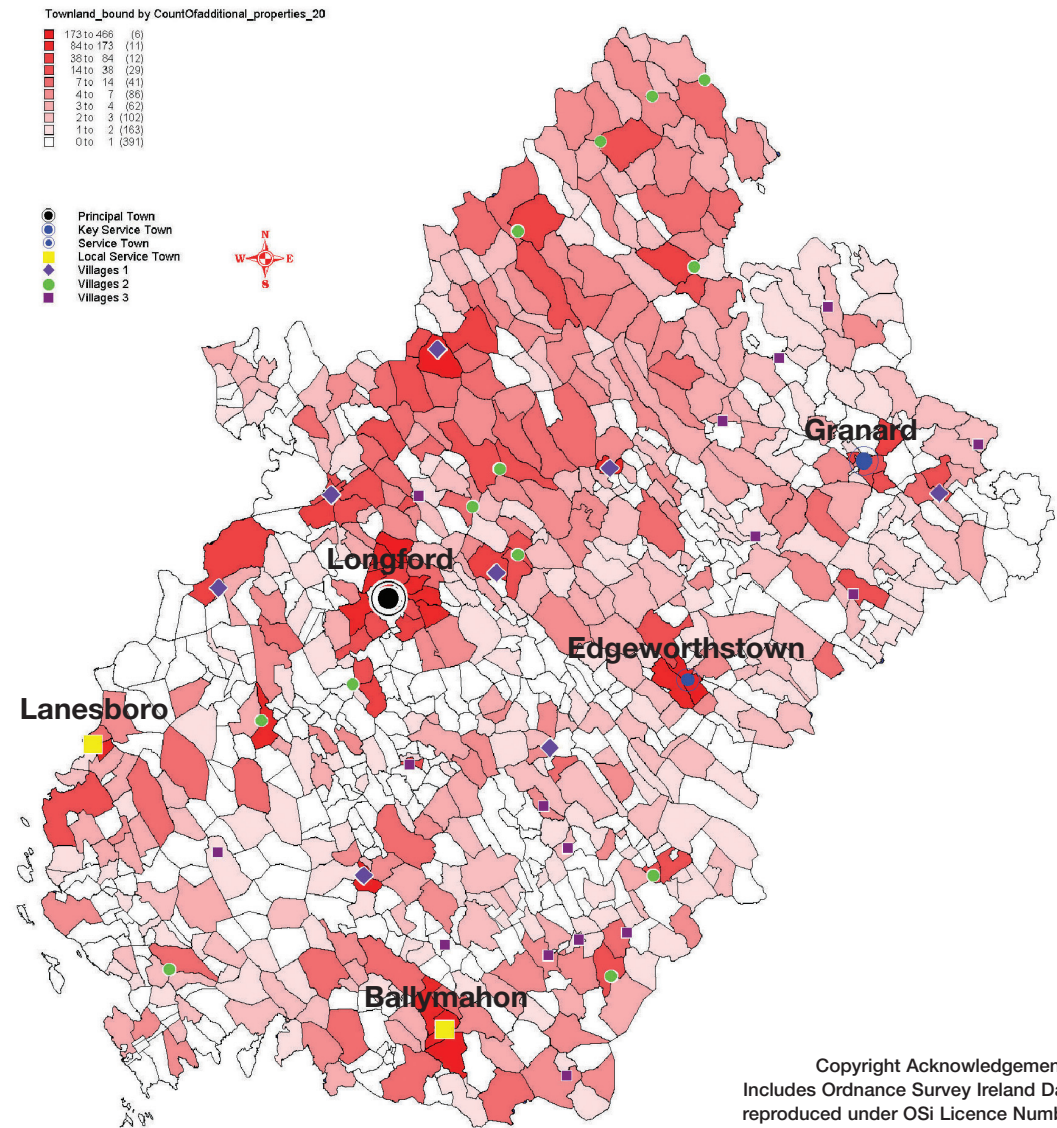 Townland_bound by CountOfadditional_properties_20
173 to 466 (6)
84 to 173 (11)
38 to 84 (12)
14 to 38 (29)
7 to 14 (41)
4 to 7 (86)
3 to 4 (62)
2 to 3 (102)
1 to 2 (163)
0 to 1 (391)
Principal Town
Key Service Town
Service Town
Local Service Town
Villages 1
Villages 2
Villages 3
N
W E
S
Granard
Longford
Edgeworthstown
Lanesboro
Ballymahon
Copyright Acknowledgemen
Includes Ordnance Survey Ireland Da
reproduced under OSi Licence Numb